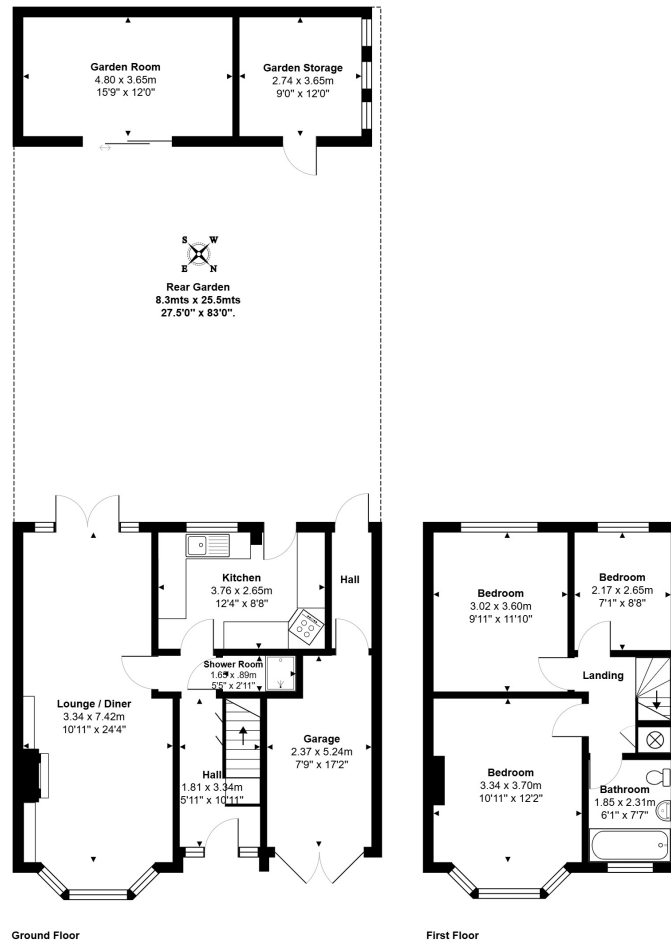 Garden Room
4.80 x 3.65m
15'9" x 12'0"
Garden Storage
2.74 x 3.65m
9'0" x 12'0"
S W
E N
Rear Garden
8.3mts x 25.5mts
27.5'0" x 83'0".
Kitchen
3.76 x 2.65m
12'4" x 8'8"
Hall
Shower Room
1.65 x .89m
5'5" x 2'11"
Lounge / Diner
3.34 x 7.42m
10'11" x 24'4"
Garage
2.37 x 5.24m
7'9" x 17'2"
Hall
1.81 x 3.34m
5'11" x 10'11"
Bedroom
3.02 x 3.60m
9'11" x 11'10"
Bedroom
2.17 x 2.65m
7'1" x 8'8"
Landing
Bedroom
3.34 x 3.70m
10'11" x 12'2"
Bathroom
1.85 x 2.31m
6'1" x 7'7"
Ground Floor
First Floor